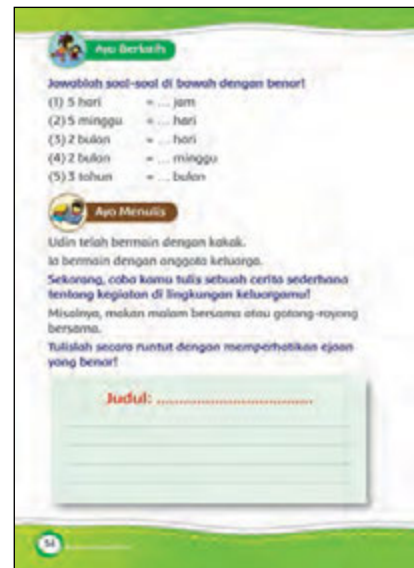 Ayo Berlatih
Jawablah soal-soal di bawah dengan benar!
(1) 5 hari = ... jam
(2) 5 minggu = ... hari
(3) 2 bulan = ... hari
(4) 2 bulan = ... minggu
(5) 3 tahun = ... bulan
Ayo Menulis
Udin telah bermain dengan kakak.
Ia bermain dengan anggota keluarga.
Sekarang, coba kamu tulis sebuah cerita sederhana
tentang kegiatan di lingkungan keluargamu!
Misalnya, makan malam bersama atau gotong-royong
bersama.
Tulislah secara runtut dengan memperhatikan ejaan
yang benar!
Judul: ....................................